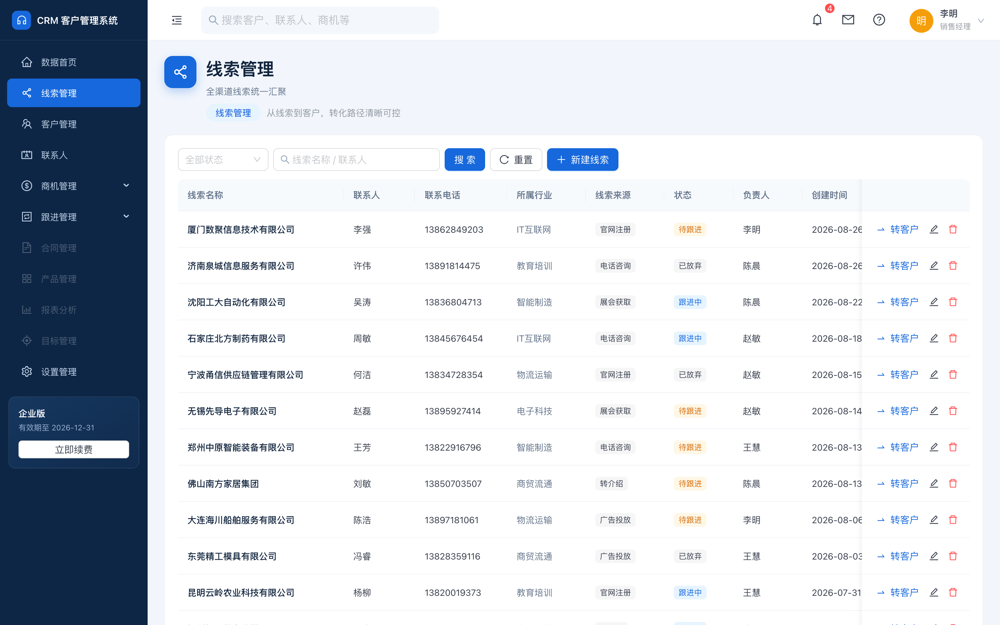 CRM 客户管理系统
搜索客户、联系人、商机等
4
明
李明
销售经理
数据首页
线索管理
客户管理
联系人
商机管理
跟进管理
合同管理
产品管理
报表分析
目标管理
设置管理
企业版
有效期至 2026-12-31
立即续费
线索管理
全渠道线索统一汇聚
线索管理 从线索到客户，转化路径清晰可控
全部状态 线索名称 / 联系人 搜 索 重置 新建线索
线索名称 联系人 联系电话 所属行业 线索来源 状态 负责人 创建时间
厦门数聚信息技术有限公司 李强 13862849203 IT互联网 官网注册 待跟进 李明 2026-08-26 转客户
济南泉城信息服务有限公司 许伟 13891814475 教育培训 电话咨询 已放弃 陈晨 2026-08-26 转客户
沈阳工大自动化有限公司 吴涛 13836804713 智能制造 展会获取 跟进中 陈晨 2026-08-22 转客户
石家庄北方制药有限公司 周敏 13845676454 IT互联网 电话咨询 跟进中 赵敏 2026-08-18 转客户
宁波甬信供应链管理有限公司 何洁 13834728354 物流运输 官网注册 已放弃 赵敏 2026-08-15 转客户
无锡先导电子有限公司 赵磊 13895927414 电子科技 展会获取 待跟进 赵敏 2026-08-14 转客户
郑州中原智能装备有限公司 王芳 13822916796 智能制造 电话咨询 待跟进 王慧 2026-08-13 转客户
佛山南方家居集团 刘敏 13850703507 商贸流通 转介绍 待跟进 陈晨 2026-08-13 转客户
大连海川船舶服务有限公司 陈浩 13897181061 物流运输 广告投放 待跟进 李明 2026-08-06 转客户
东莞精工模具有限公司 冯睿 13828359116 商贸流通 广告投放 已放弃 王慧 2026-08-03 转客户
昆明云岭农业科技有限公司 杨柳 13820019373 教育培训 官网注册 跟进中 王慧 2026-07-31 转客户